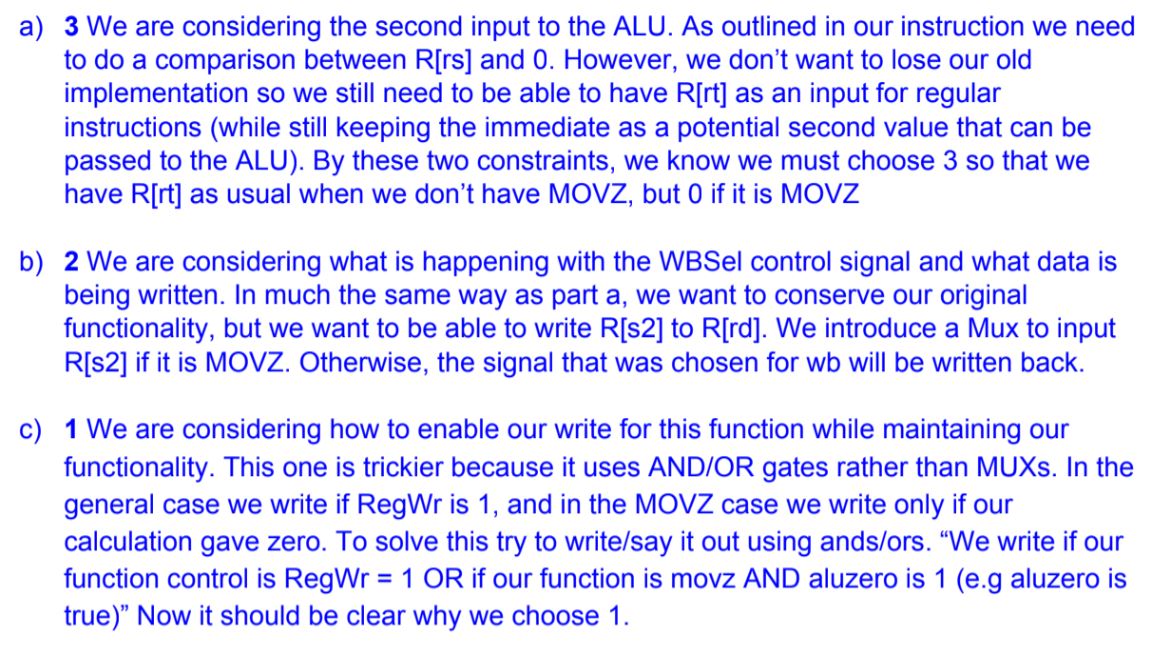 a) 3 We are considering the second input to the ALU. As outlined in our instruction we need
to do a comparison between R[rs] and 0. However, we don’t want to lose our old
implementation so we still need to be able to have R[rt] as an input for regular
instructions (while still keeping the immediate as a potential second value that can be
passed to the ALU). By these two constraints, we know we must choose 3 so that we
have R[rt] as usual when we don’t have MOVZ, but 0 if it is MOVZ
b) 2 We are considering what is happening with the WBSel control signal and what data is
being written. In much the same way as part a, we want to conserve our original
functionality, but we want to be able to write R[s2] to R[rd]. We introduce a Mux to input
R[s2] if it is MOVZ. Otherwise, the signal that was chosen for wb will be written back.
c) 1 We are considering how to enable our write for this function while maintaining our
functionality. This one is trickier because it uses AND/OR gates rather than MUXs. In the
general case we write if RegWr is 1, and in the MOVZ case we write only if our
calculation gave zero. To solve this try to write/say it out using ands/ors. “We write if our
function control is RegWr = 1 OR if our function is movz AND aluzero is 1 (e.g aluzero is
true)” Now it should be clear why we choose 1.